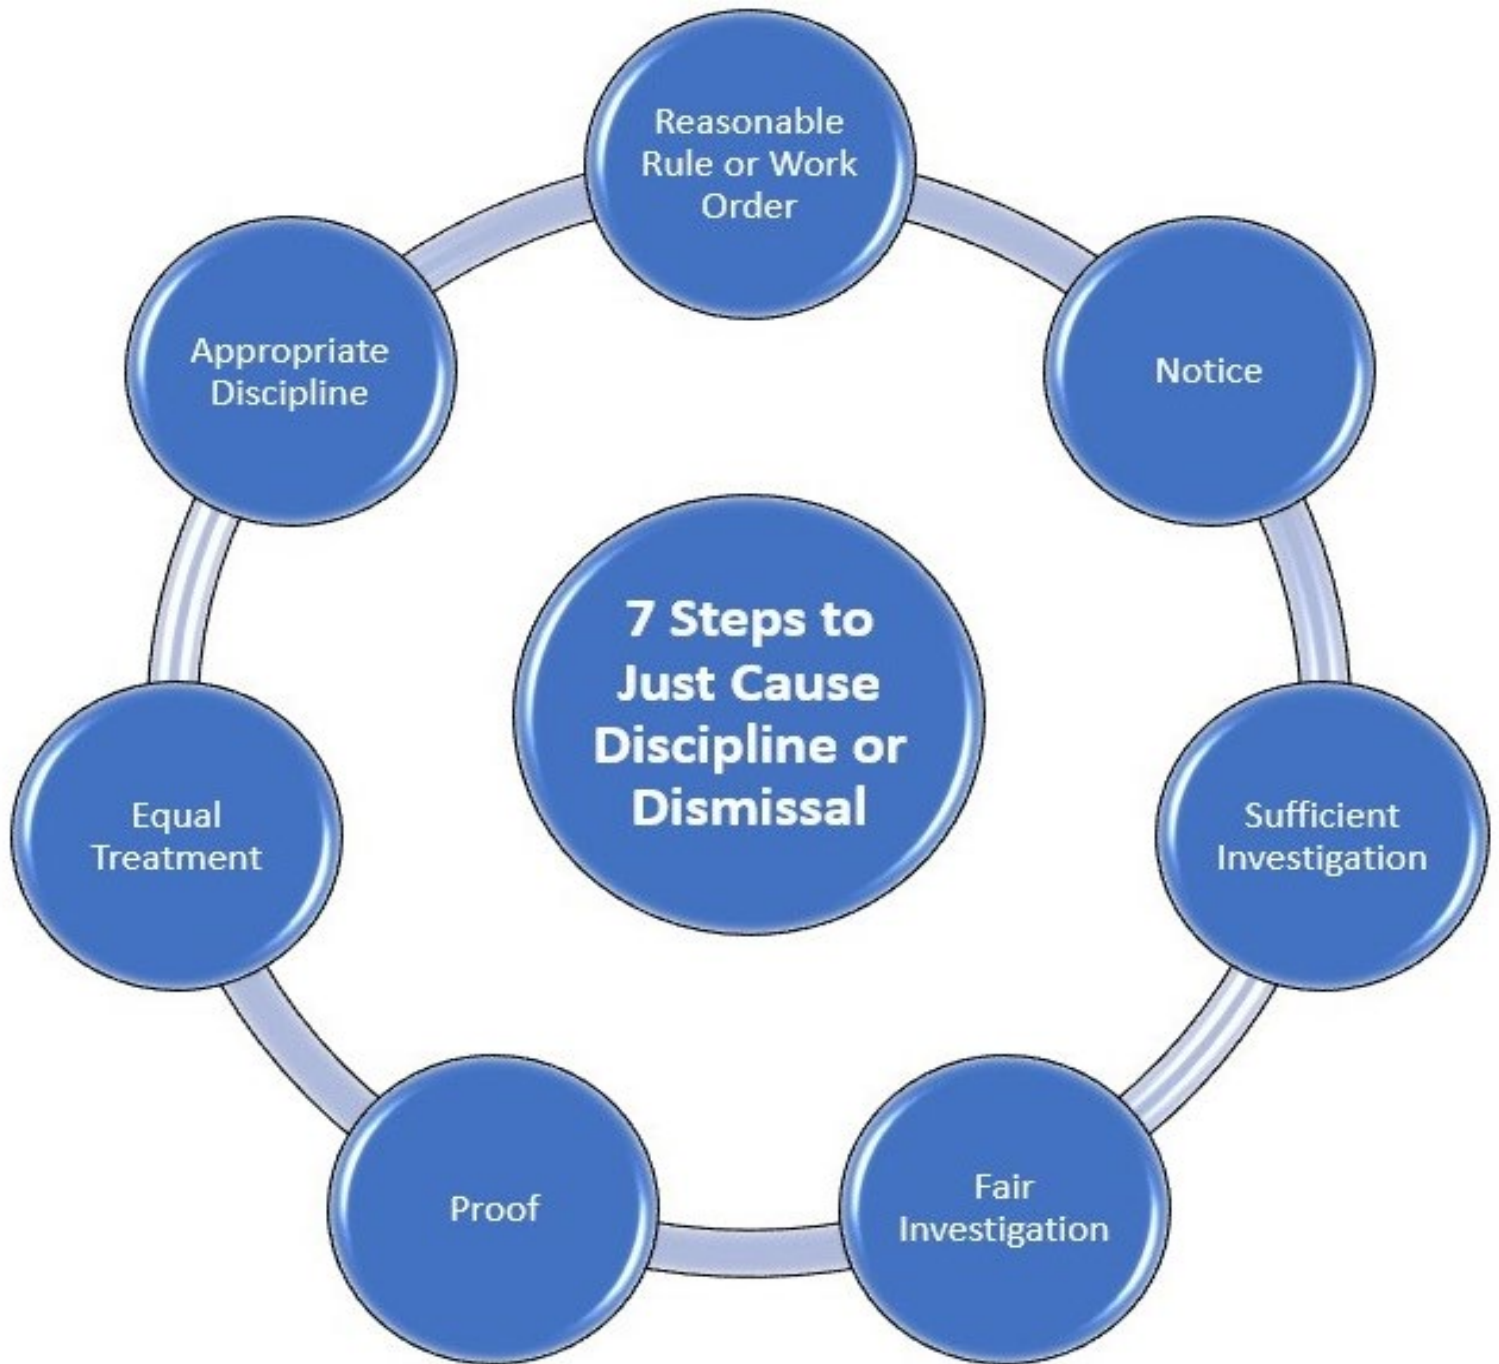 Reasonable
Rule or Work
Order
Notice
Sufficient
Investigation
Fair
Investigation
Proof
Equal
Treatment
Appropriate
Discipline
7 Steps to
Just Cause
Discipline or
Dismissal